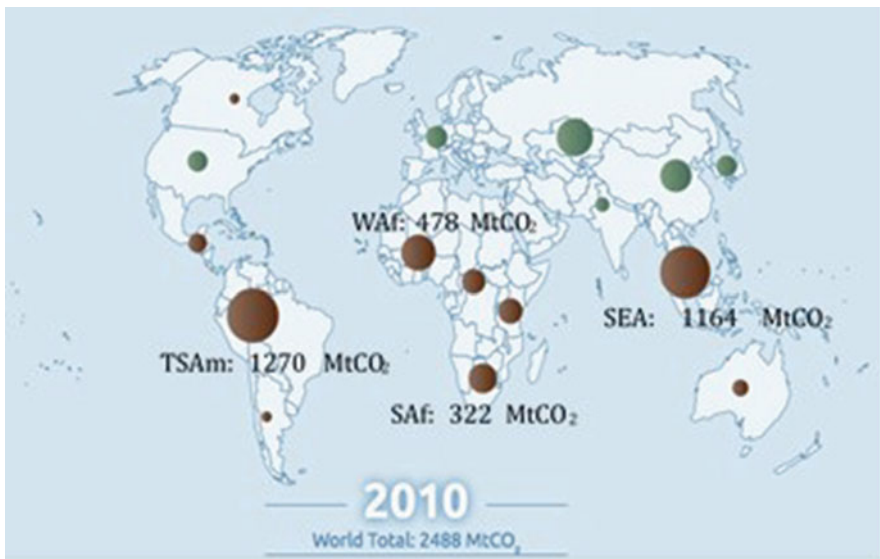 WAf: 478 MtCO₂
SEA: 1164 MtCO₂
TSAm: 1270 MtCO₂
SAf: 322 MtCO₂
2010
World Total: 2488 MtCO₂